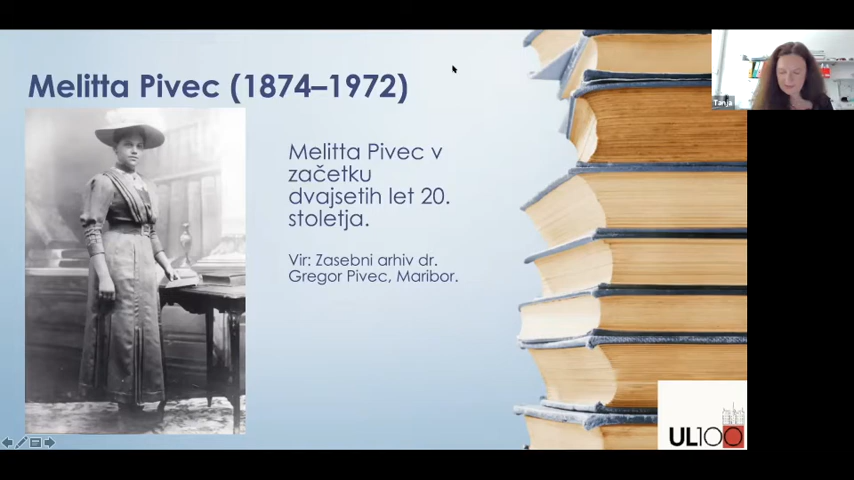 Melitta Pivec (1874–1972)
Melitta Pivec v
začetku
dvajsetih let 20.
stoletja.
Vir: Zasebni arhiv dr.
Gregor Pivec, Maribor.
Tanja
UL100